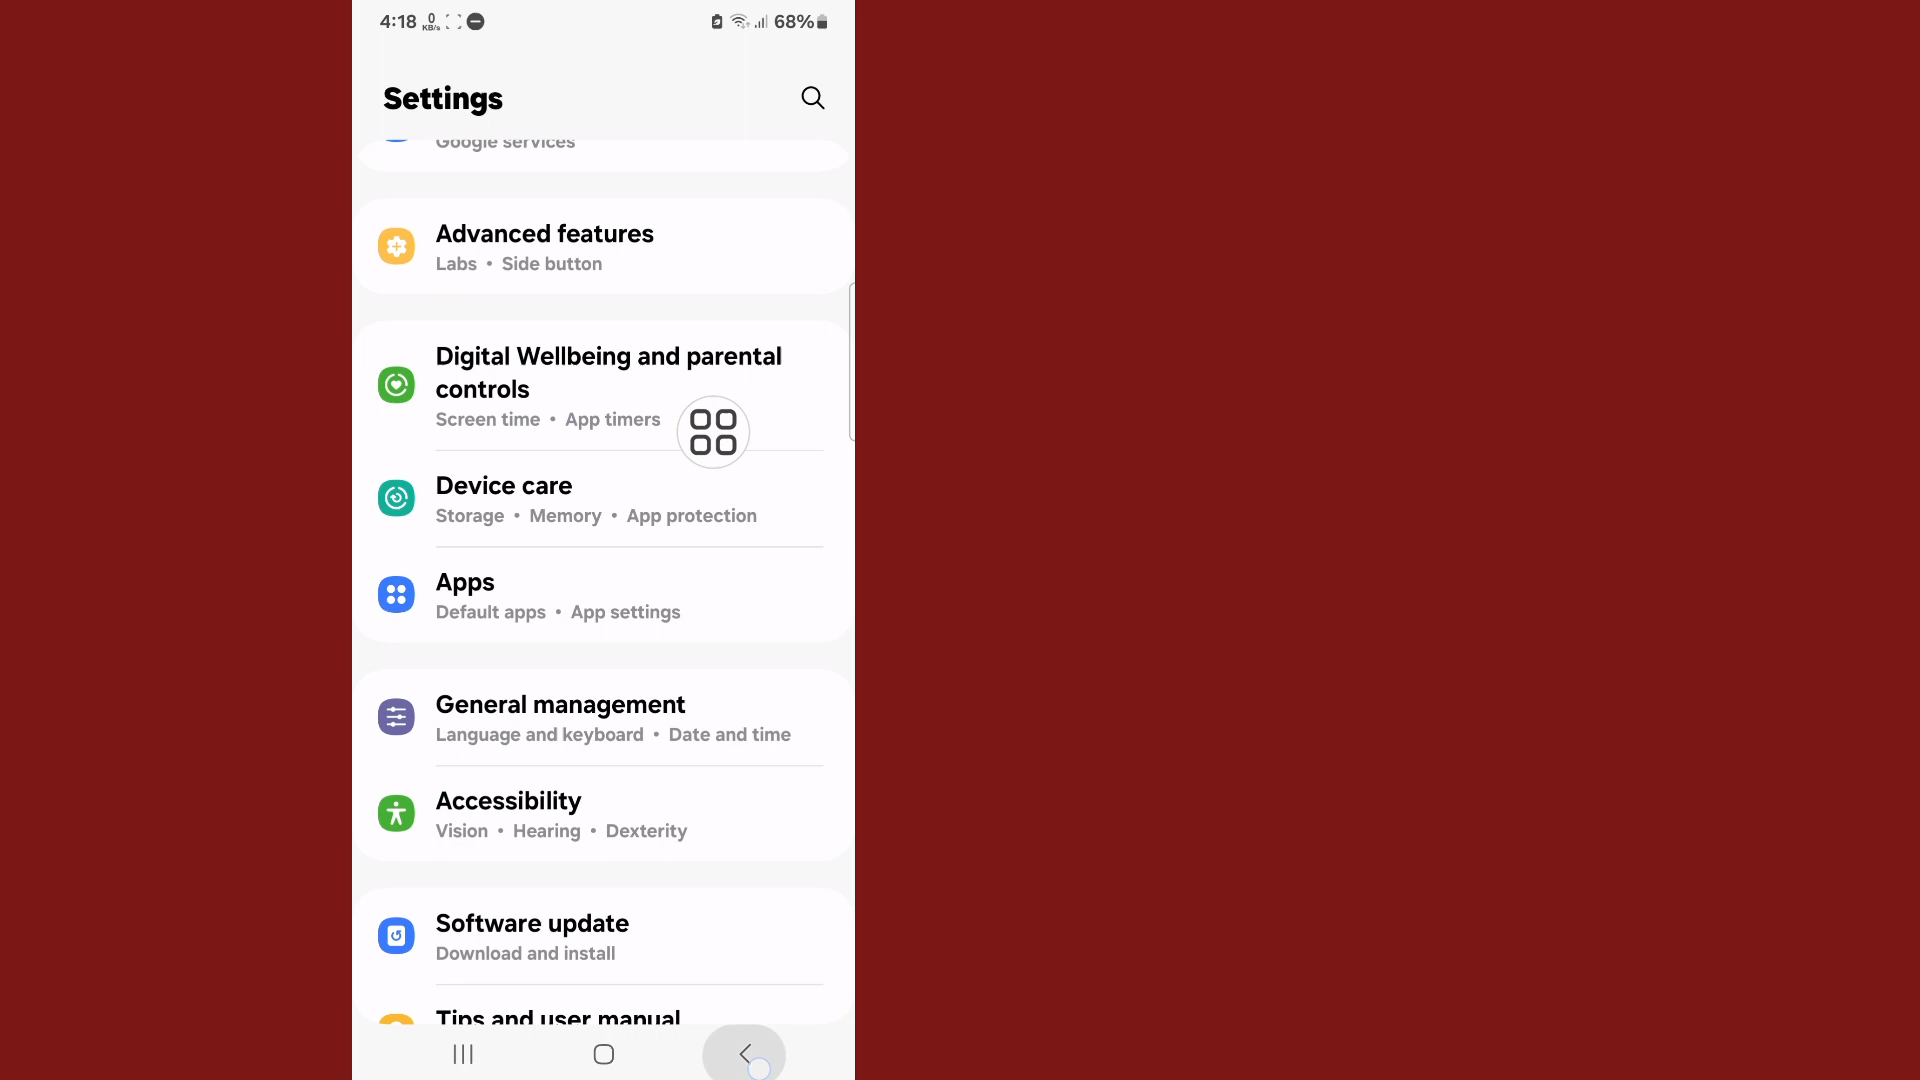 4:18 0 KB/s 68%
Settings
Google services
Advanced features
Labs • Side button
Digital Wellbeing and parental
controls
Screen time • App timers
Device care
Storage • Memory • App protection
Apps
Default apps • App settings
General management
Language and keyboard • Date and time
Accessibility
Vision • Hearing • Dexterity
Software update
Download and install
Tips and user manual